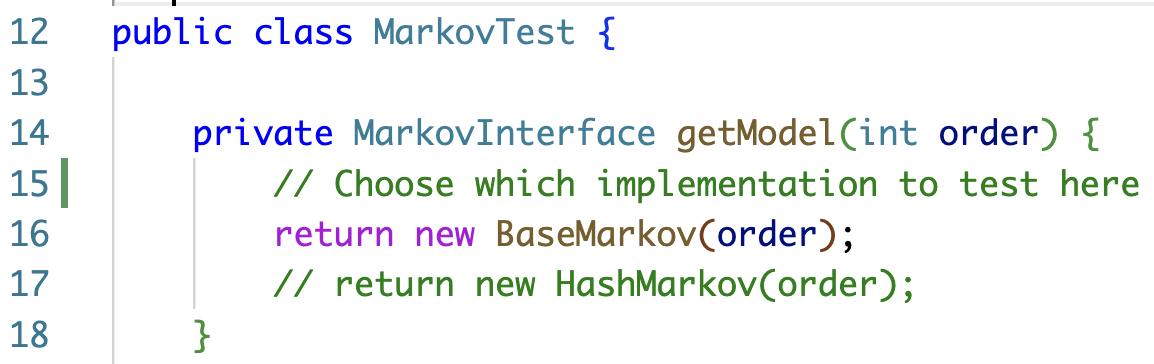 12 public class MarkovTest {
13
14 private MarkovInterface getModel(int order) {
15 // Choose which implementation to test here
16 return new BaseMarkov(order);
17 // return new HashMarkov(order);
18 }